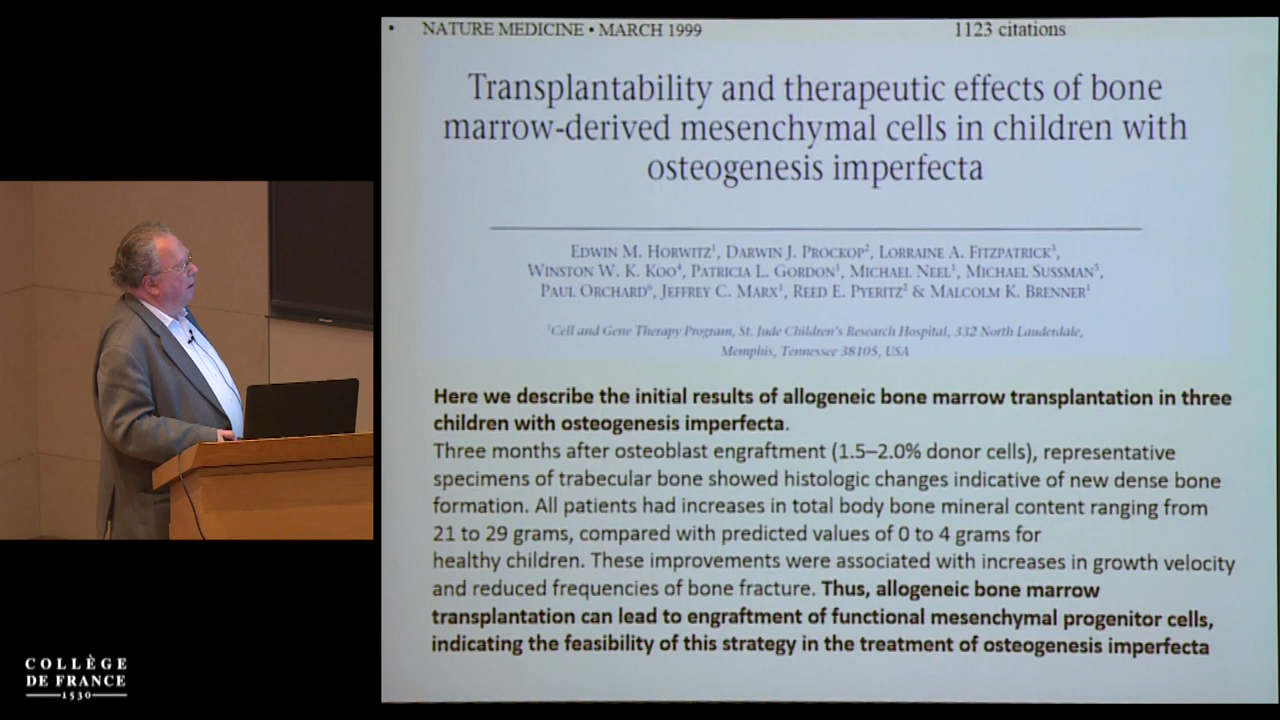 • NATURE MEDICINE • MARCH 1999 1123 citations
Transplantability and therapeutic effects of bone
marrow-derived mesenchymal cells in children with
osteogenesis imperfecta
EDWIN M. HORWITZ¹, DARWIN J. PROCKOP², LORRAINE A. FITZPATRICK³,
WINSTON W. K. KOO⁴, PATRICIA L. GORDON¹, MICHAEL NEEL¹, MICHAEL SUSSMAN⁵,
PAUL ORCHARD⁶, JEFFREY C. MARX¹, REED E. PYERITZ² & MALCOLM K. BRENNER¹
¹Cell and Gene Therapy Program, St. Jude Children's Research Hospital, 332 North Lauderdale,
Memphis, Tennessee 38105, USA
Here we describe the initial results of allogeneic bone marrow transplantation in three
children with osteogenesis imperfecta.
Three months after osteoblast engraftment (1.5–2.0% donor cells), representative
specimens of trabecular bone showed histologic changes indicative of new dense bone
formation. All patients had increases in total body bone mineral content ranging from
21 to 29 grams, compared with predicted values of 0 to 4 grams for
healthy children. These improvements were associated with increases in growth velocity
and reduced frequencies of bone fracture. Thus, allogeneic bone marrow
transplantation can lead to engraftment of functional mesenchymal progenitor cells,
indicating the feasibility of this strategy in the treatment of osteogenesis imperfecta
COLLÈGE
DE FRANCE
1530